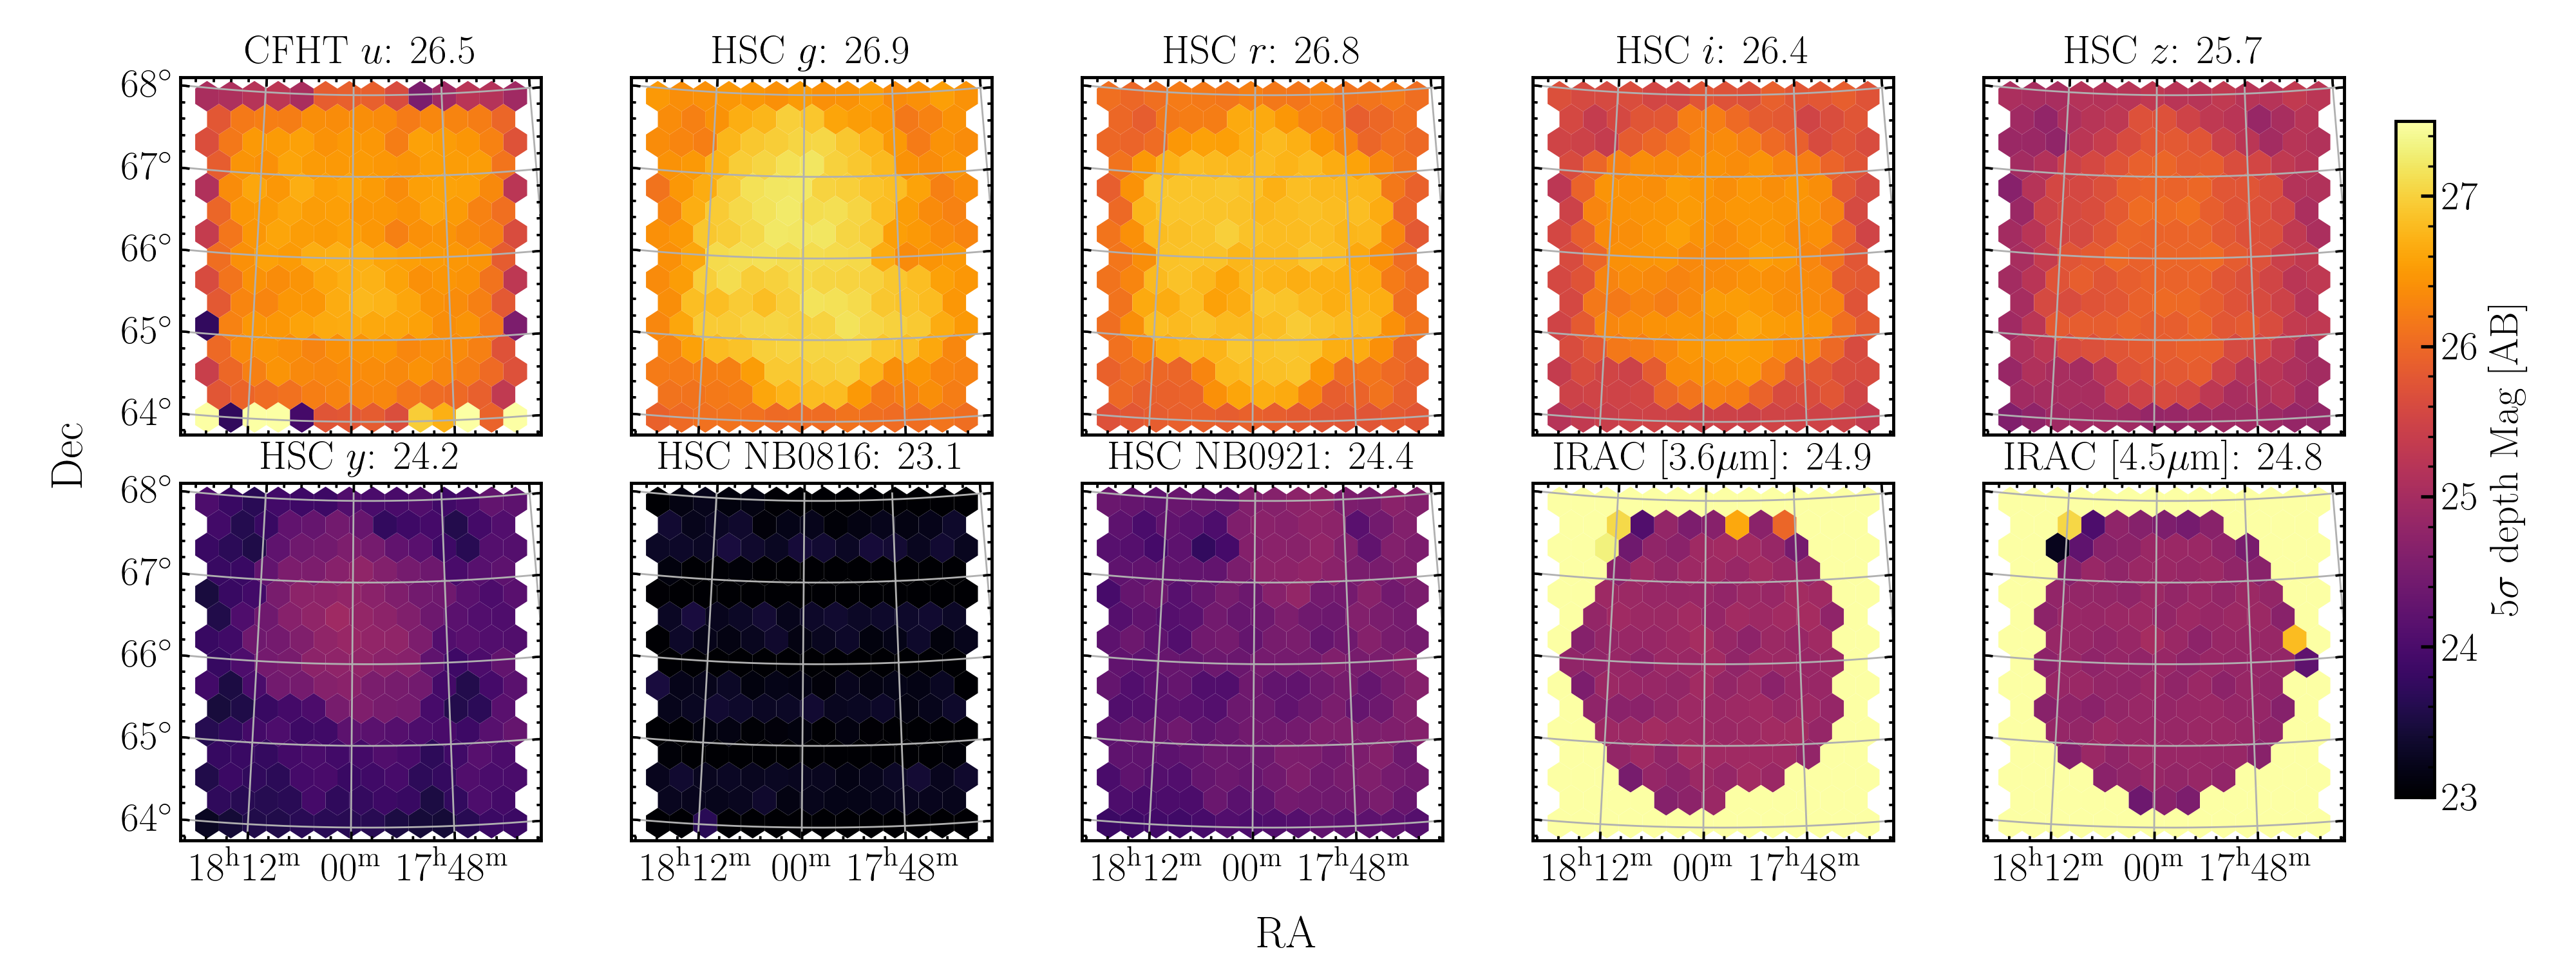 CFHT u: 26.5
HSC g: 26.9
HSC r: 26.8
HSC i: 26.4
HSC z: 25.7
68°
67°
66°
65°
64°
HSC y: 24.2
HSC NB0816: 23.1
HSC NB0921: 24.4
IRAC [3.6μm]: 24.9
IRAC [4.5μm]: 24.8
68°
67°
66°
65°
64°
18ʰ12ᵐ 00ᵐ 17ʰ48ᵐ
18ʰ12ᵐ 00ᵐ 17ʰ48ᵐ
18ʰ12ᵐ 00ᵐ 17ʰ48ᵐ
18ʰ12ᵐ 00ᵐ 17ʰ48ᵐ
18ʰ12ᵐ 00ᵐ 17ʰ48ᵐ
Dec
RA
27
26
25
24
23
5σ depth Mag [AB]